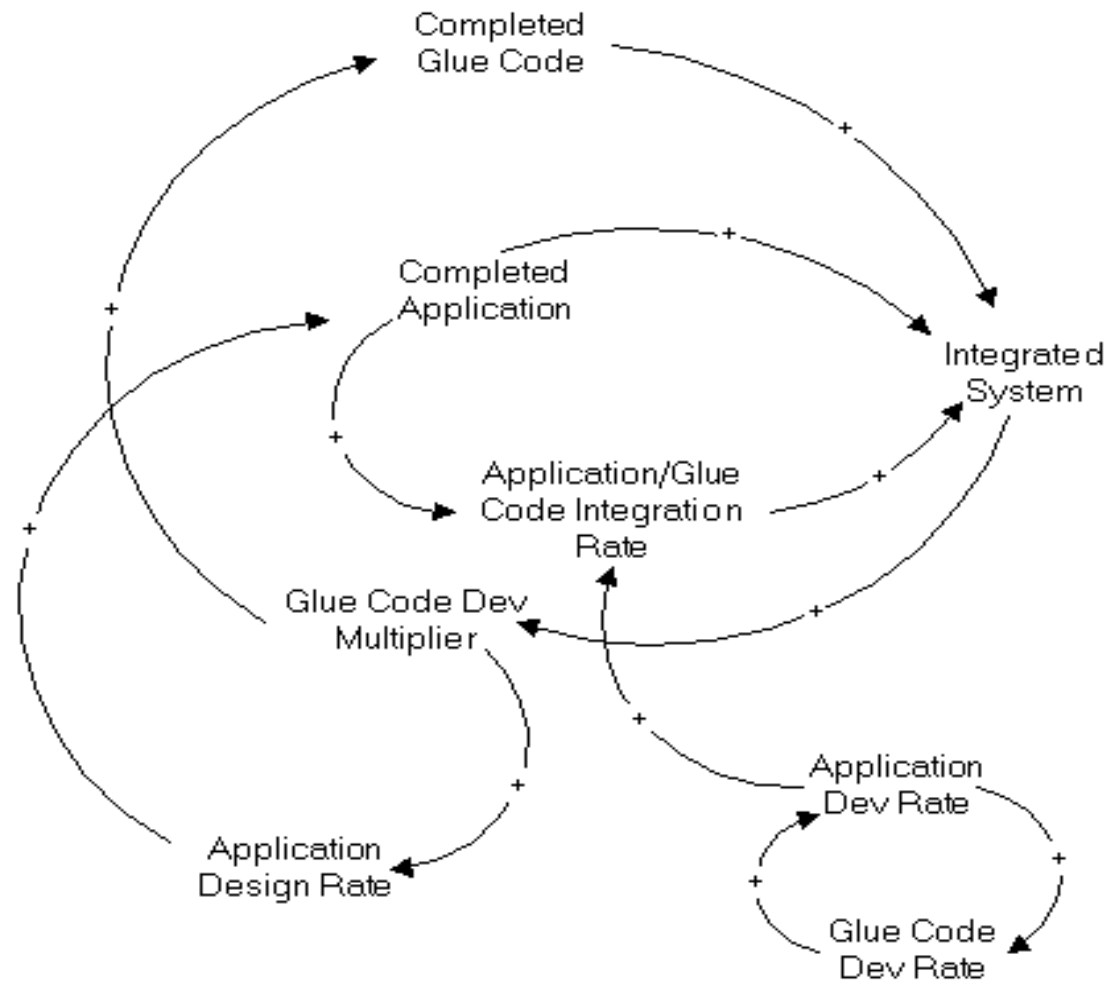 Completed
Glue Code
+
+
Completed
Application
+
Integrated
System
+
Application/Glue
Code Integration
Rate
+
+
Glue Code Dev
Multiplier
+
+
+
Application
Dev Rate
+
Application
Design Rate
+
+
Glue Code
Dev Rate